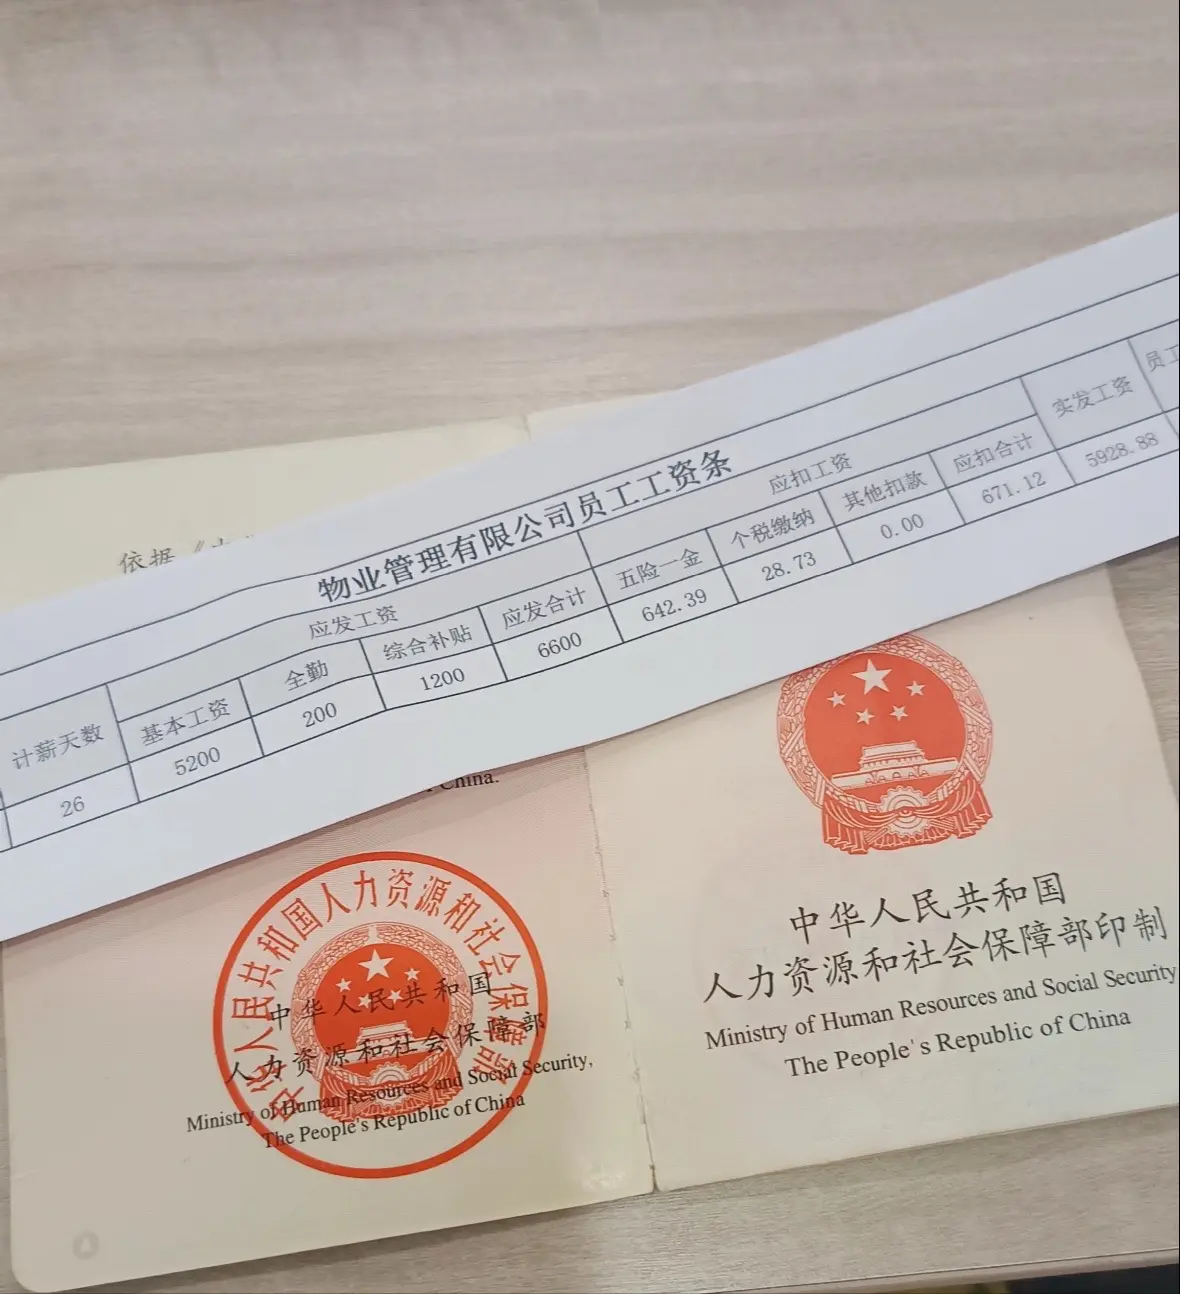 依据《
物业管理有限公司员工工资条
计薪天数 应发工资 应扣工资 实发工资 员工
基本工资 全勤 综合补贴 应发合计 五险一金 个税缴纳 其他扣款 应扣合计
26 5200 200 1200 6600 642.39 28.73 0.00 671.12 5928.88
China.
中华人民共和国人力资源和社会保障部
中华人民共和国
人力资源和社会保障部
Ministry of Human Resources and Social Security,
The People's Republic of China
中华人民共和国
人力资源和社会保障部印制
Ministry of Human Resources and Social Security
The People's Republic of China